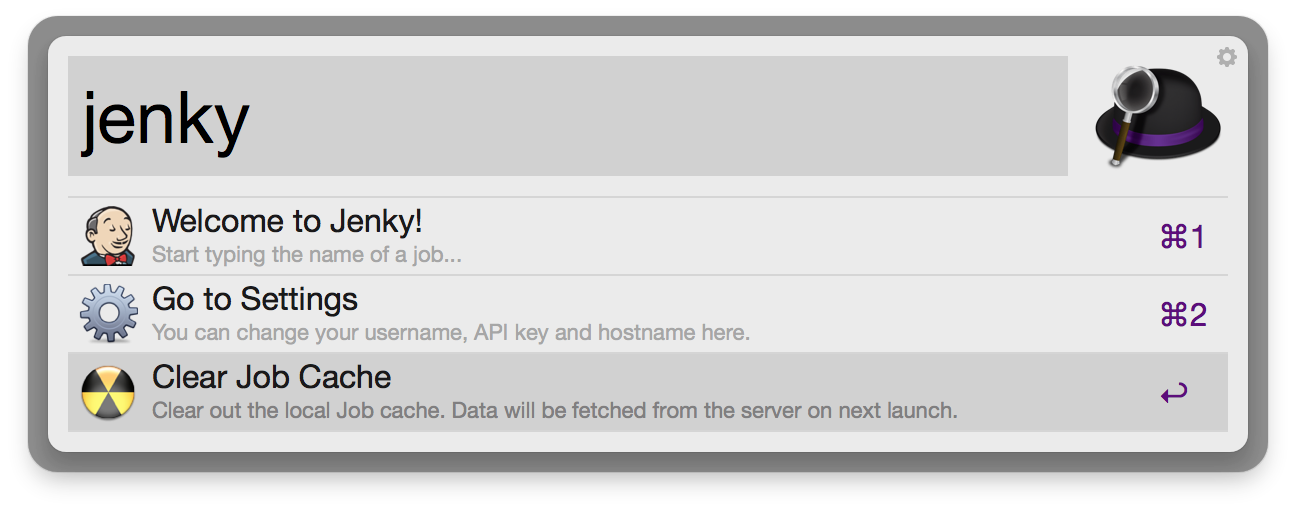 jenky
Welcome to Jenky!
Start typing the name of a job...
⌘1
Go to Settings
You can change your username, API key and hostname here.
⌘2
Clear Job Cache
Clear out the local Job cache. Data will be fetched from the server on next launch.
↩